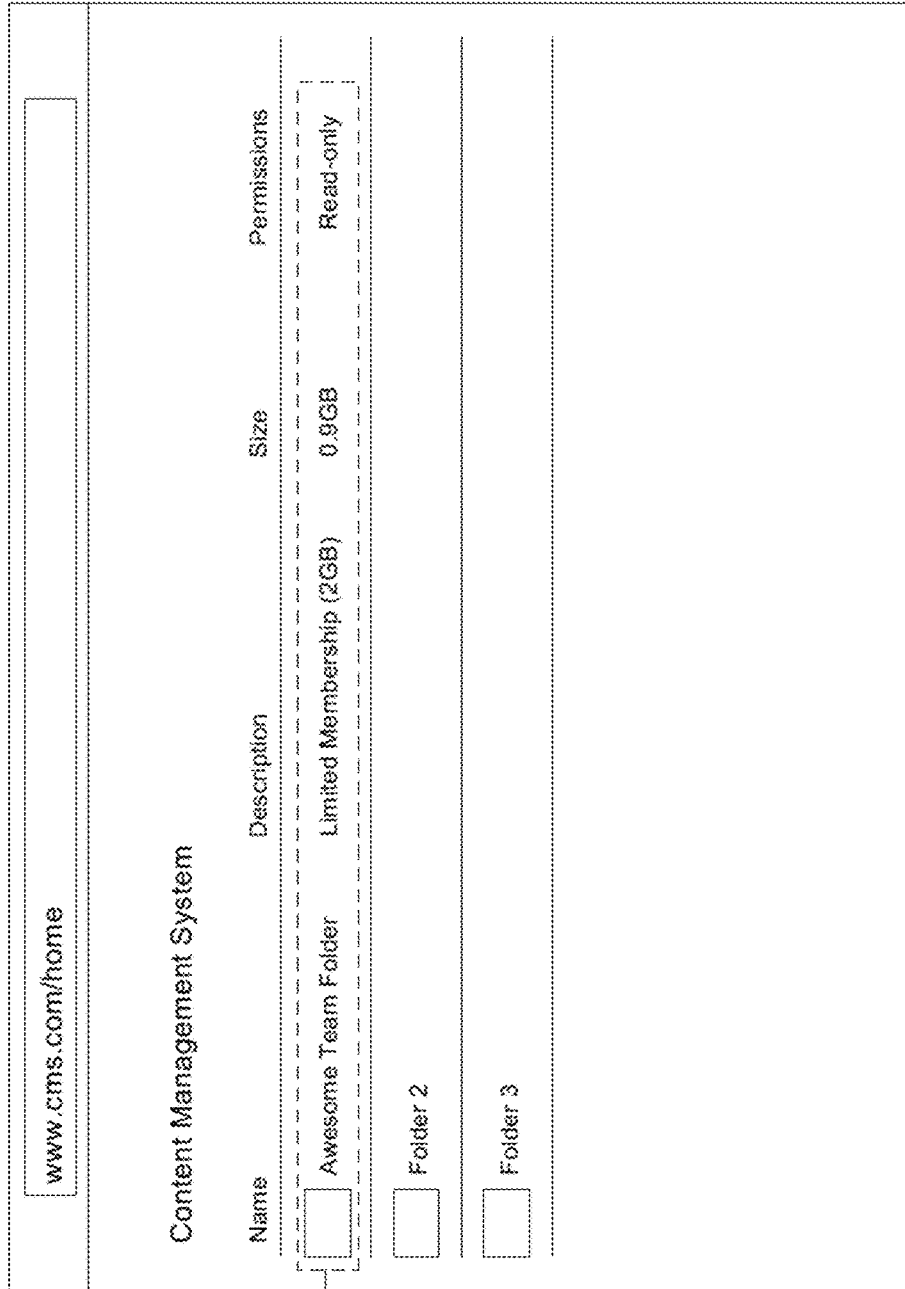 www.cms.com/home
Content Management System
Name Description Size Permissions
Awesome Team Folder Limited Membership (2GB) 0.9GB Read-only
Folder 2
Folder 3